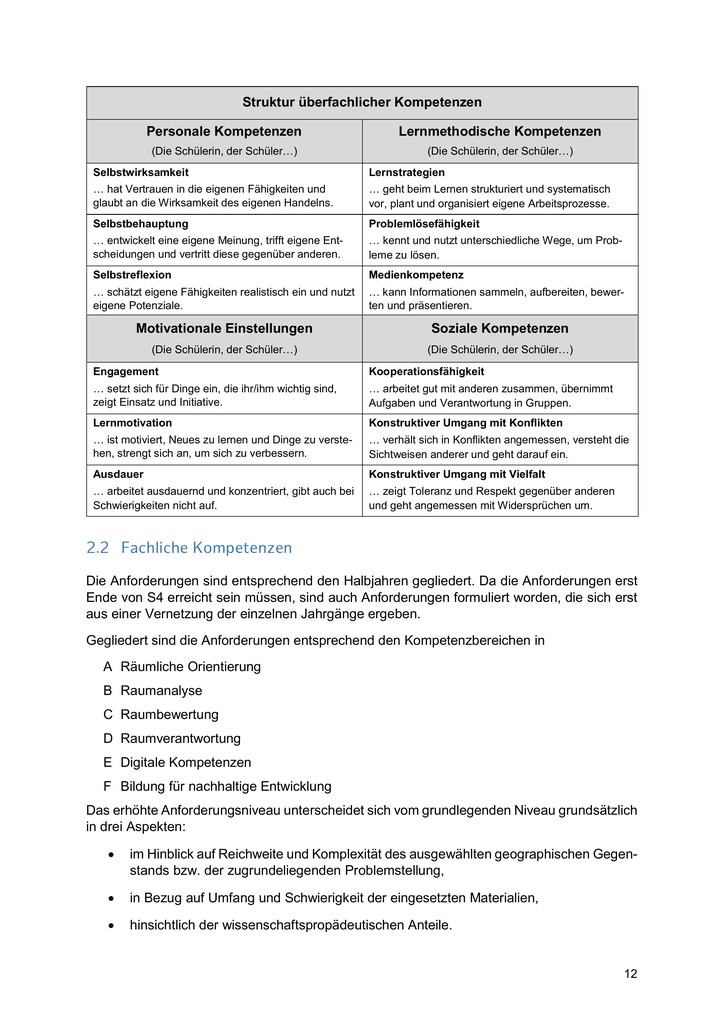 Struktur überfachlicher Kompetenzen
Personale Kompetenzen
(Die Schülerin, der Schüler…)
Lernmethodische Kompetenzen
(Die Schülerin, der Schüler…)
Selbstwirksamkeit
… hat Vertrauen in die eigenen Fähigkeiten und
glaubt an die Wirksamkeit des eigenen Handelns.
Lernstrategien
… geht beim Lernen strukturiert und systematisch
vor, plant und organisiert eigene Arbeitsprozesse.
Selbstbehauptung
… entwickelt eine eigene Meinung, trifft eigene Ent-
scheidungen und vertritt diese gegenüber anderen.
Problemlösefähigkeit
… kennt und nutzt unterschiedliche Wege, um Prob-
leme zu lösen.
Selbstreflexion
… schätzt eigene Fähigkeiten realistisch ein und nutzt
eigene Potenziale.
Medienkompetenz
… kann Informationen sammeln, aufbereiten, bewer-
ten und präsentieren.
Motivationale Einstellungen
(Die Schülerin, der Schüler…)
Soziale Kompetenzen
(Die Schülerin, der Schüler…)
Engagement
… setzt sich für Dinge ein, die ihr/ihm wichtig sind,
zeigt Einsatz und Initiative.
Kooperationsfähigkeit
… arbeitet gut mit anderen zusammen, übernimmt
Aufgaben und Verantwortung in Gruppen.
Lernmotivation
… ist motiviert, Neues zu lernen und Dinge zu verste-
hen, strengt sich an, um sich zu verbessern.
Konstruktiver Umgang mit Konflikten
… verhält sich in Konflikten angemessen, versteht die
Sichtweisen anderer und geht darauf ein.
Ausdauer
… arbeitet ausdauernd und konzentriert, gibt auch bei
Schwierigkeiten nicht auf.
Konstruktiver Umgang mit Vielfalt
… zeigt Toleranz und Respekt gegenüber anderen
und geht angemessen mit Widersprüchen um.
2.2 Fachliche Kompetenzen
Die Anforderungen sind entsprechend den Halbjahren gegliedert. Da die Anforderungen erst
Ende von S4 erreicht sein müssen, sind auch Anforderungen formuliert worden, die sich erst
aus einer Vernetzung der einzelnen Jahrgänge ergeben.
Gegliedert sind die Anforderungen entsprechend den Kompetenzbereichen in
A Räumliche Orientierung
B Raumanalyse
C Raumbewertung
D Raumverantwortung
E Digitale Kompetenzen
F Bildung für nachhaltige Entwicklung
Das erhöhte Anforderungsniveau unterscheidet sich vom grundlegenden Niveau grundsätzlich
in drei Aspekten:
• im Hinblick auf Reichweite und Komplexität des ausgewählten geographischen Gegen-
stands bzw. der zugrundeliegenden Problemstellung,
• in Bezug auf Umfang und Schwierigkeit der eingesetzten Materialien,
• hinsichtlich der wissenschaftspropädeutischen Anteile.
12